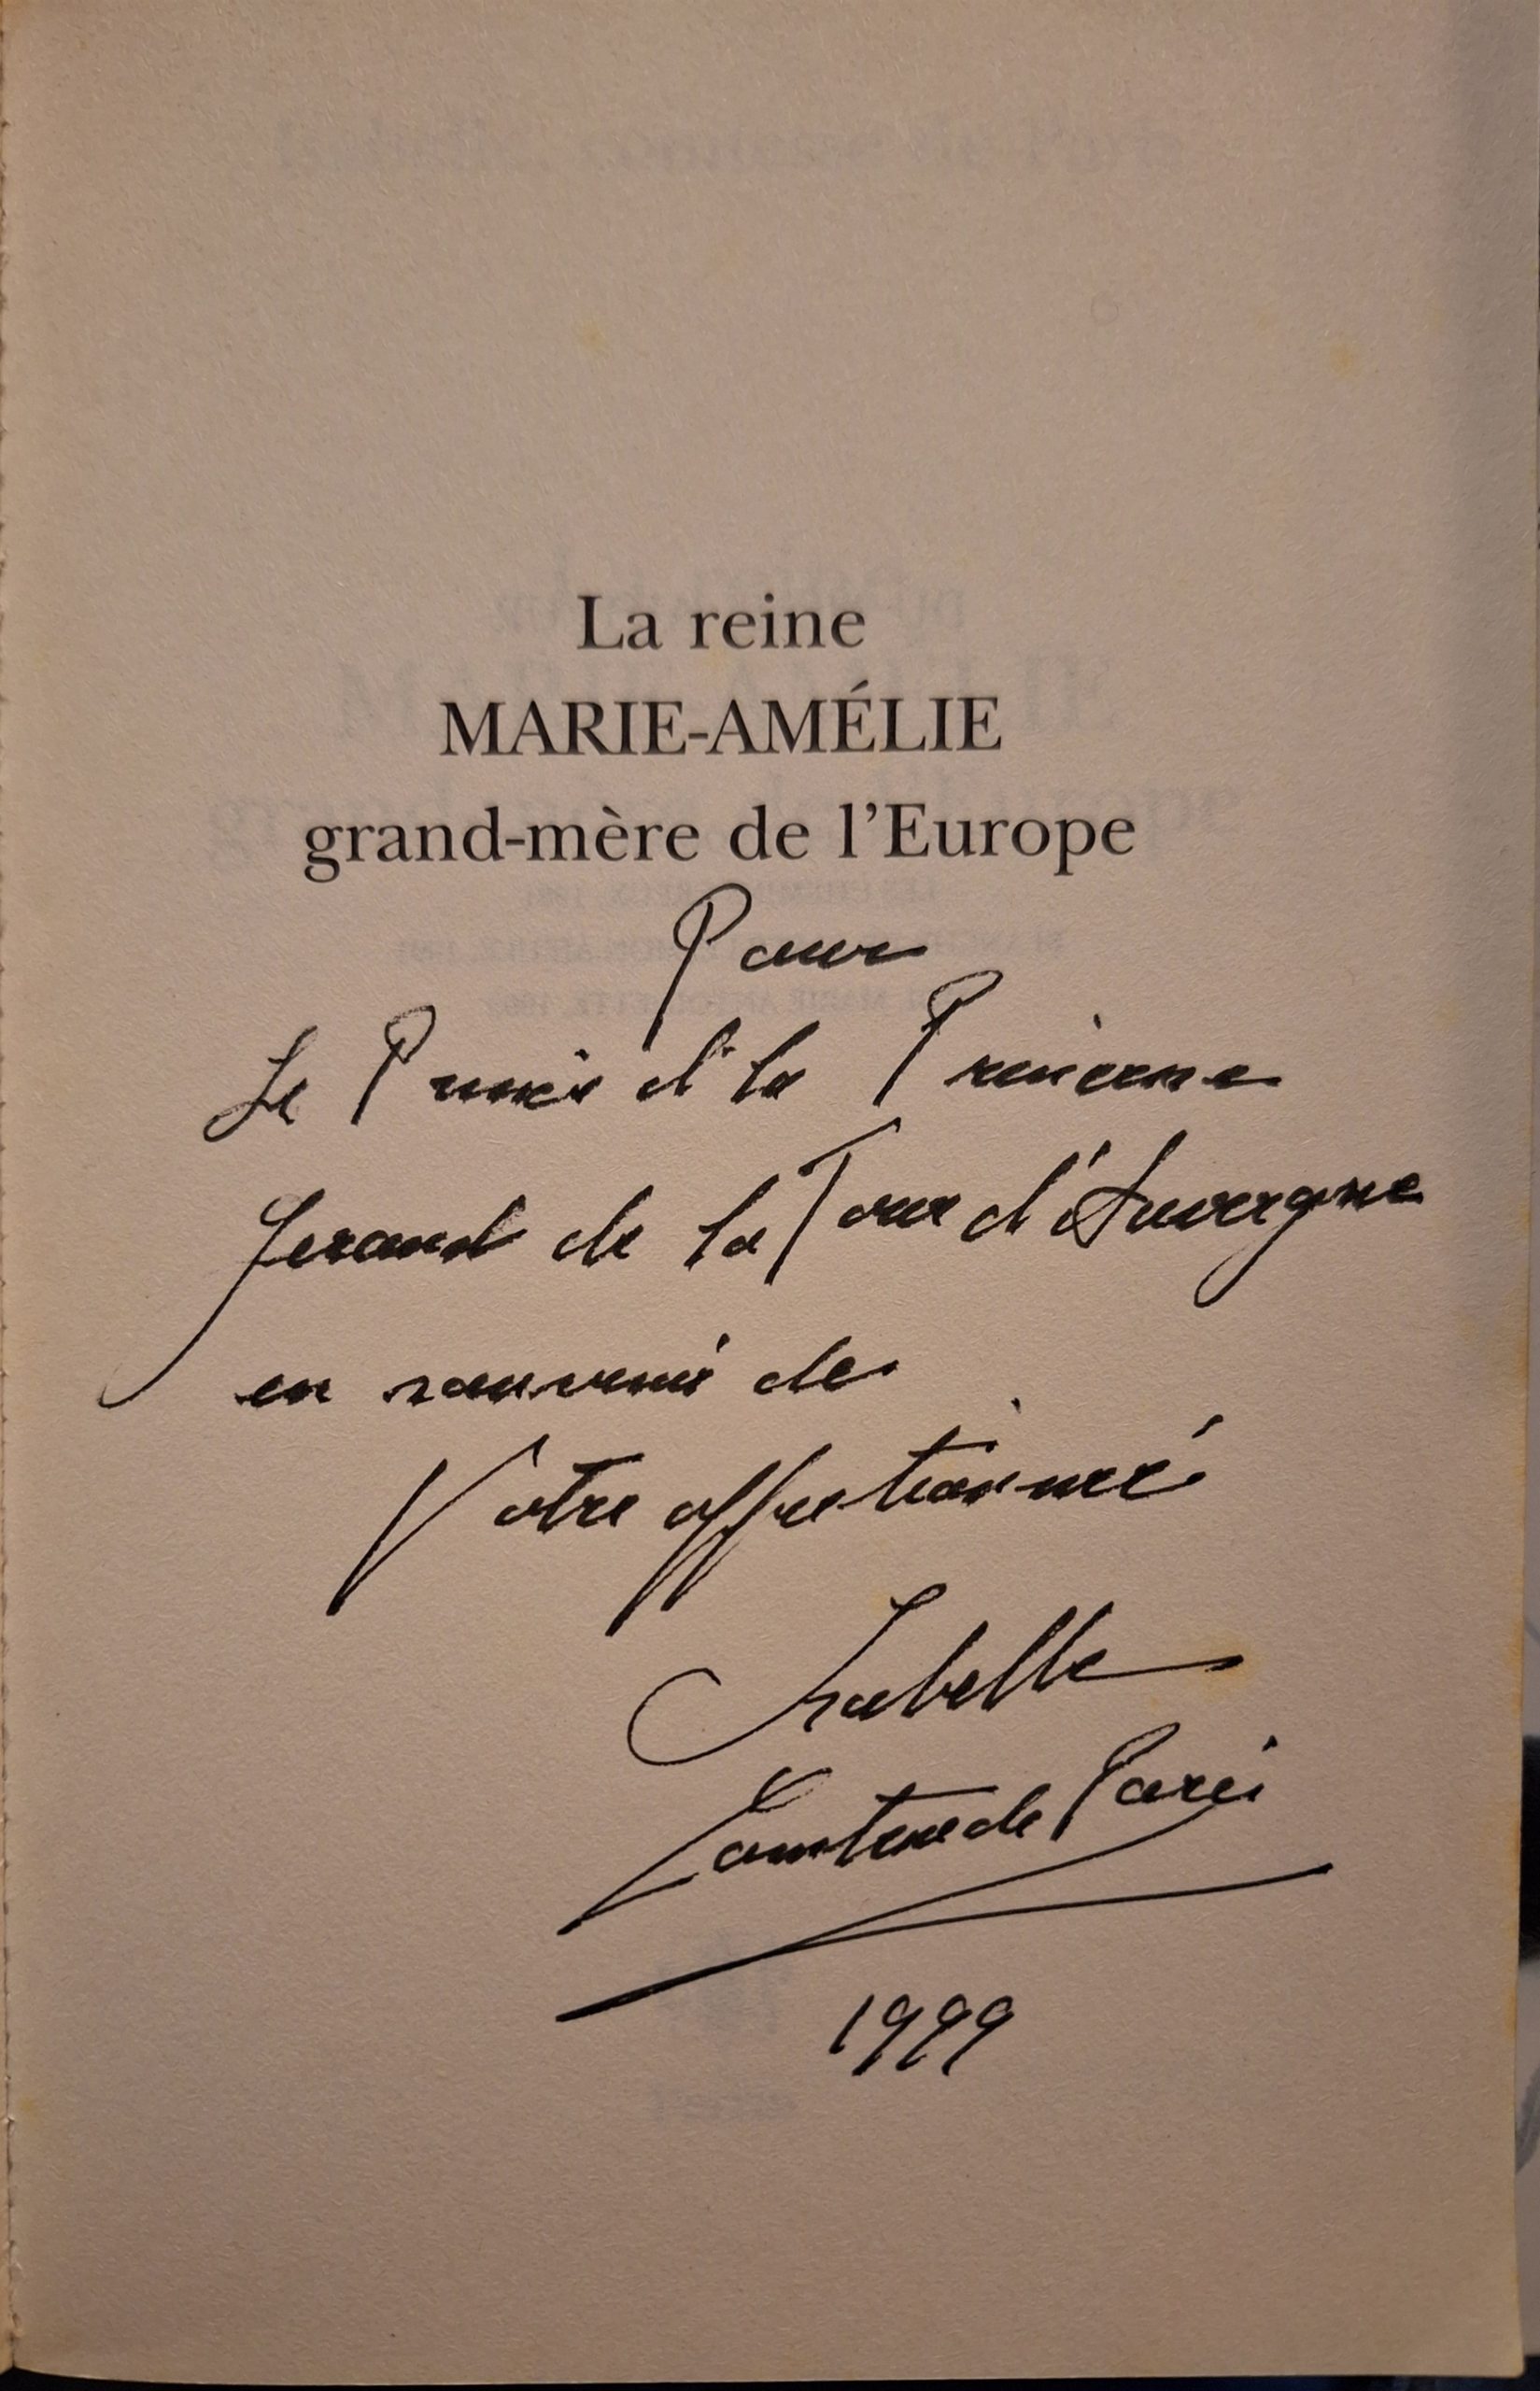 La reine
MARIE-AMÉLIE
grand-mère de l'Europe
Pour
Le Prince et la Princesse
Gerand de la Tour d'Auvergne
en souvenir de
Votre affectionnée
Isabelle
Comtesse de Paris
1999